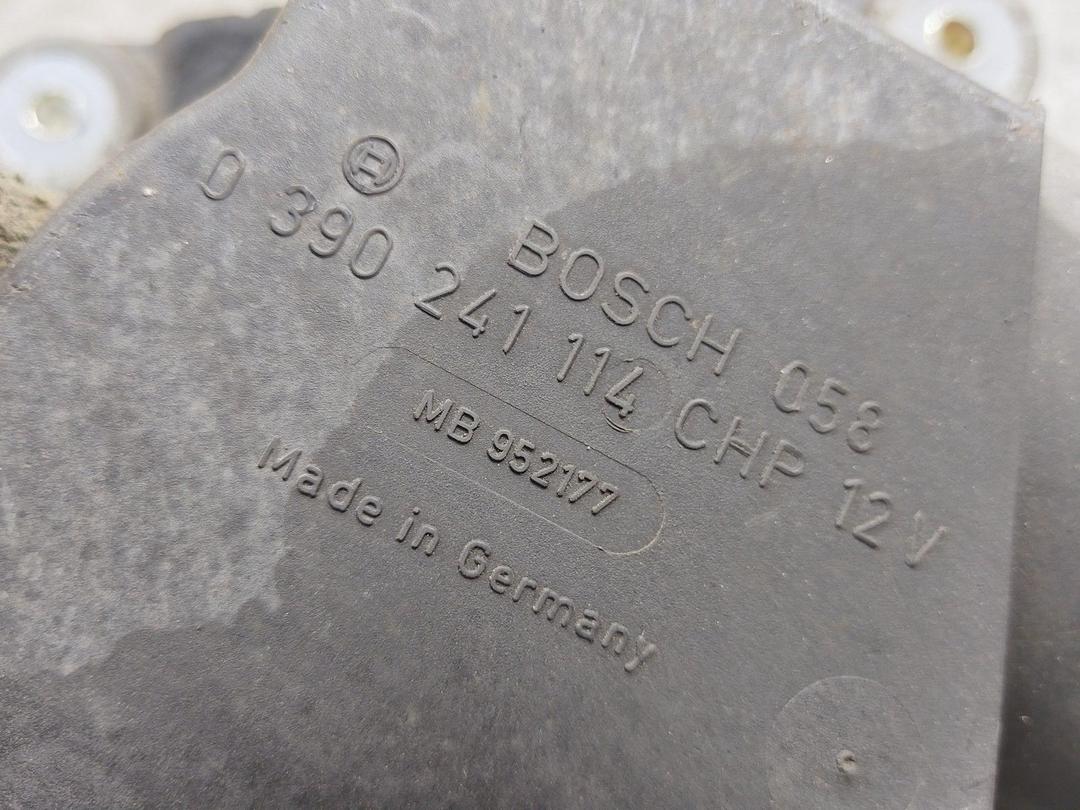 BOSCH 058
0 390 241 114 CHP 12V
MB 952177
Made in Germany